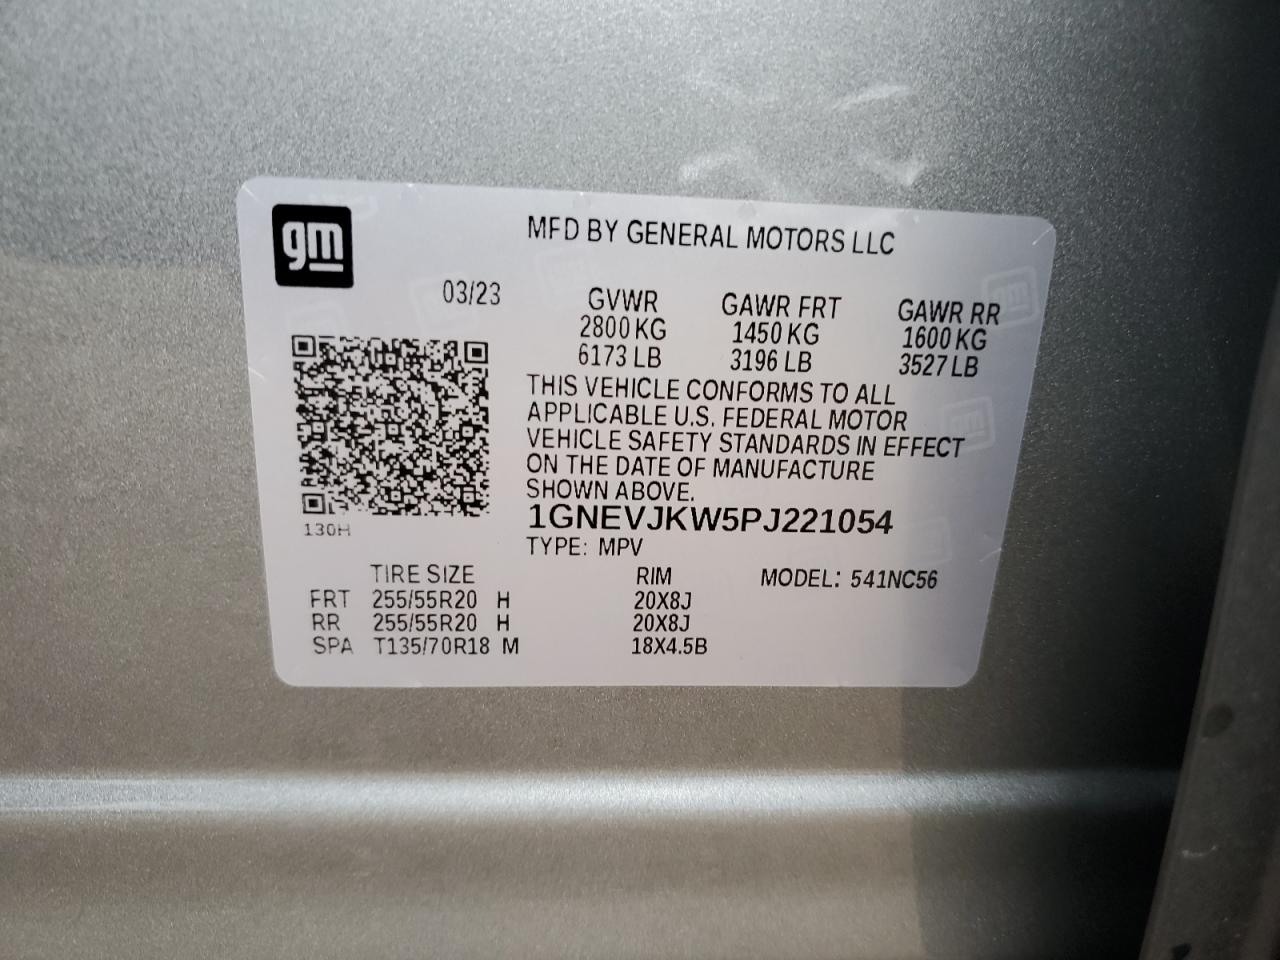 gm
MFD BY GENERAL MOTORS LLC
03/23
GVWR GAWR FRT GAWR RR
2800 KG 1450 KG 1600 KG
6173 LB 3196 LB 3527 LB
THIS VEHICLE CONFORMS TO ALL
APPLICABLE U.S. FEDERAL MOTOR
VEHICLE SAFETY STANDARDS IN EFFECT
ON THE DATE OF MANUFACTURE
SHOWN ABOVE.
1GNEVJKW5PJ221054
130H
TYPE: MPV
TIRE SIZE RIM MODEL: 541NC56
FRT 255/55R20 H 20X8J
RR 255/55R20 H 20X8J
SPA T135/70R18 M 18X4.5B